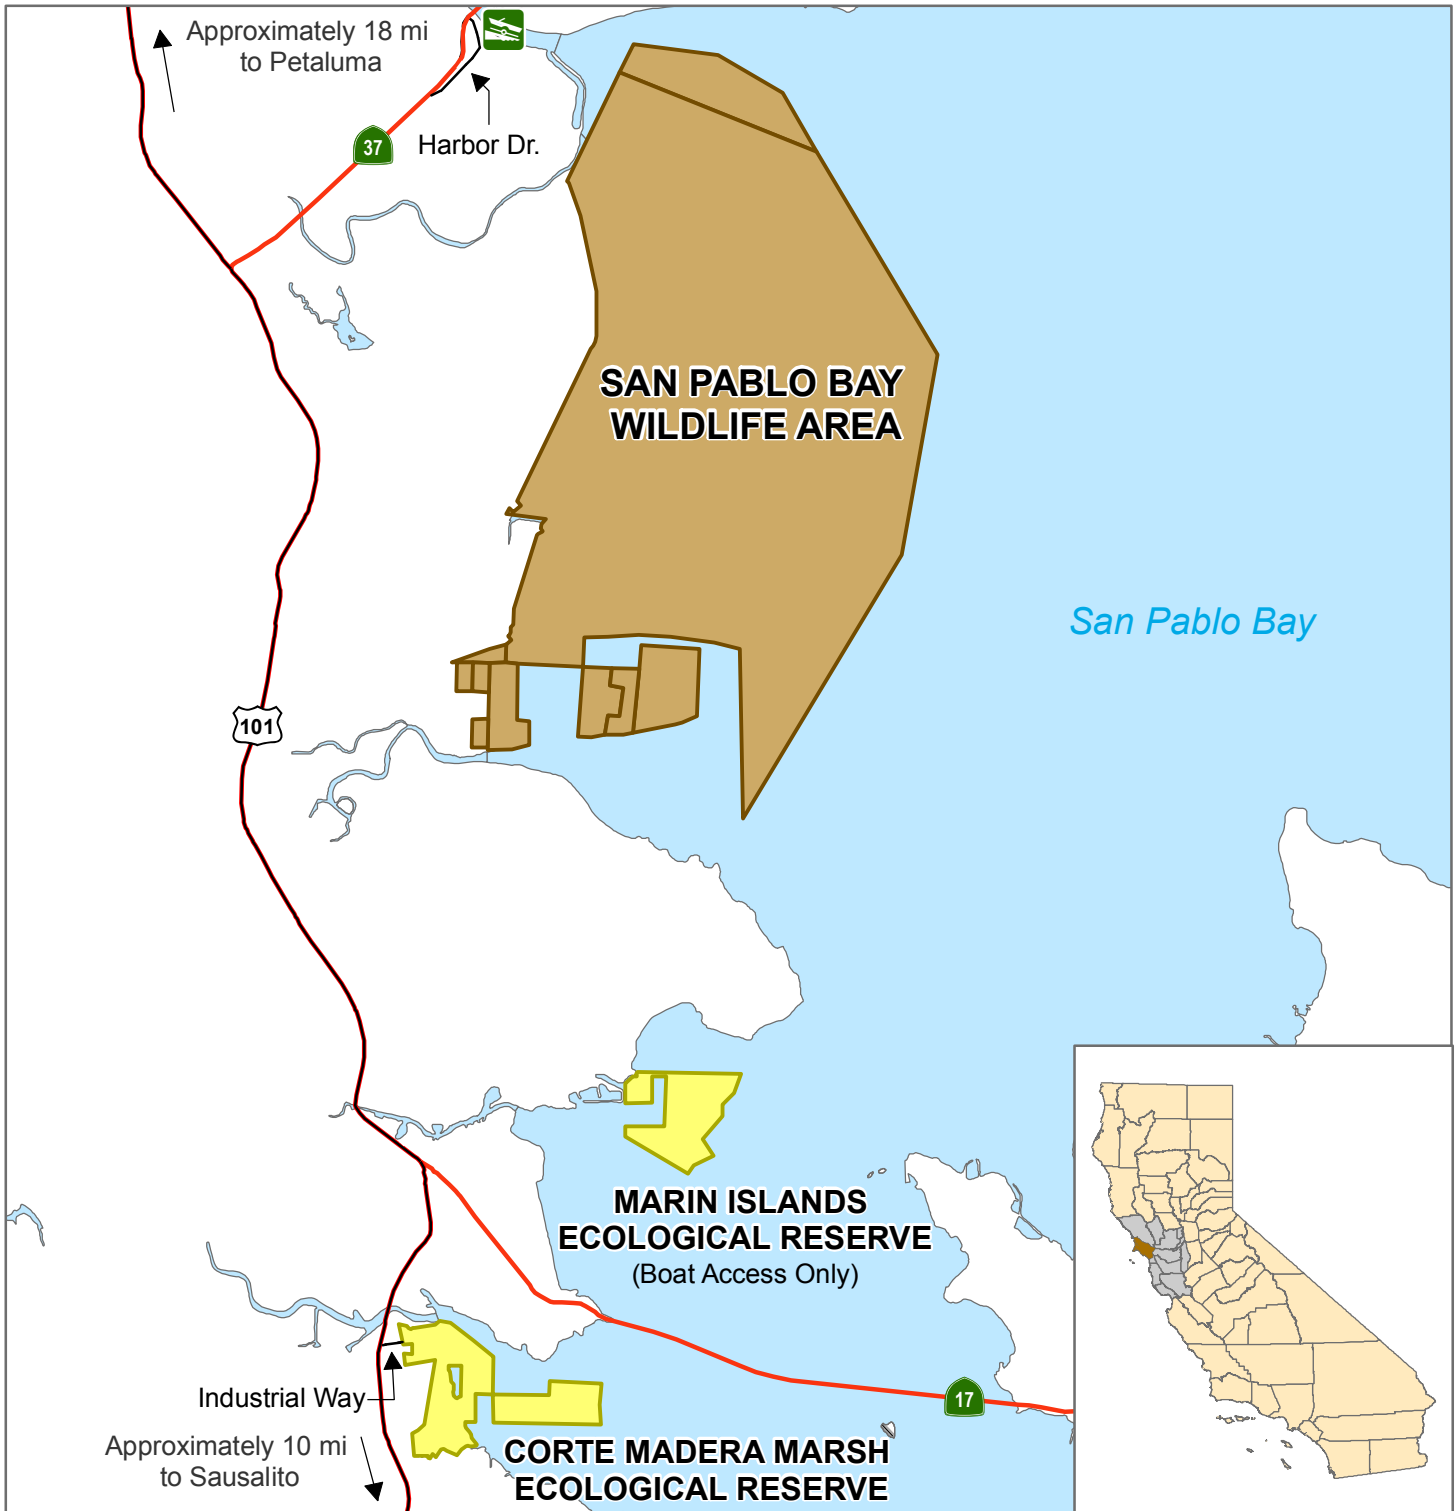 Approximately 18 mi
to Petaluma
Harbor Dr.
37
SAN PABLO BAY
WILDLIFE AREA
San Pablo Bay
101
MARIN ISLANDS
ECOLOGICAL RESERVE
(Boat Access Only)
Industrial Way
17
Approximately 10 mi
to Sausalito
CORTE MADERA MARSH
ECOLOGICAL RESERVE